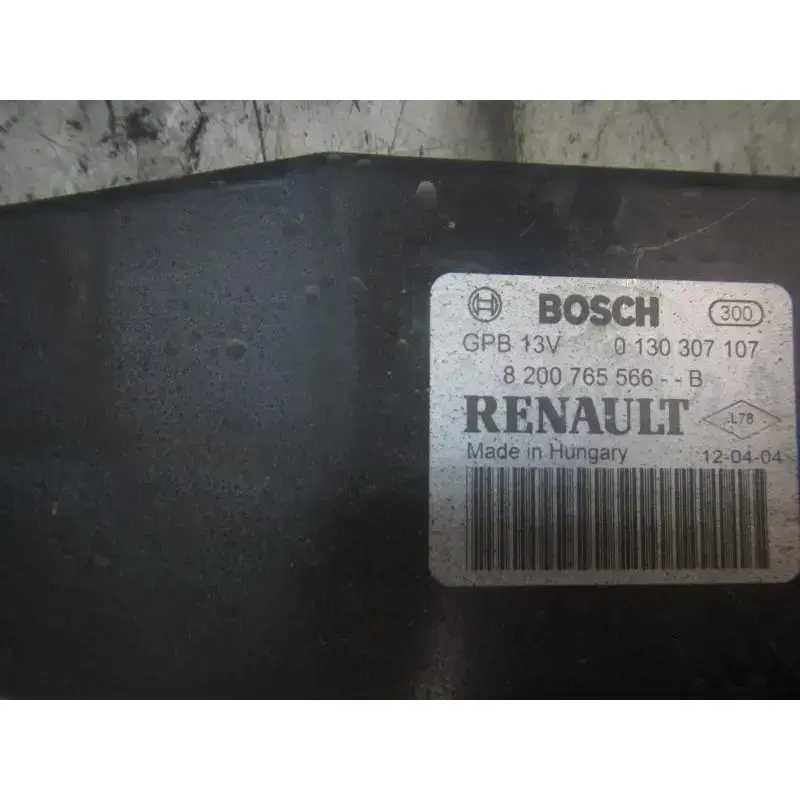 BOSCH 300
GPB 13V 0 130 307 107
8 200 765 566 - - B
RENAULT L78
Made in Hungary 12-04-04